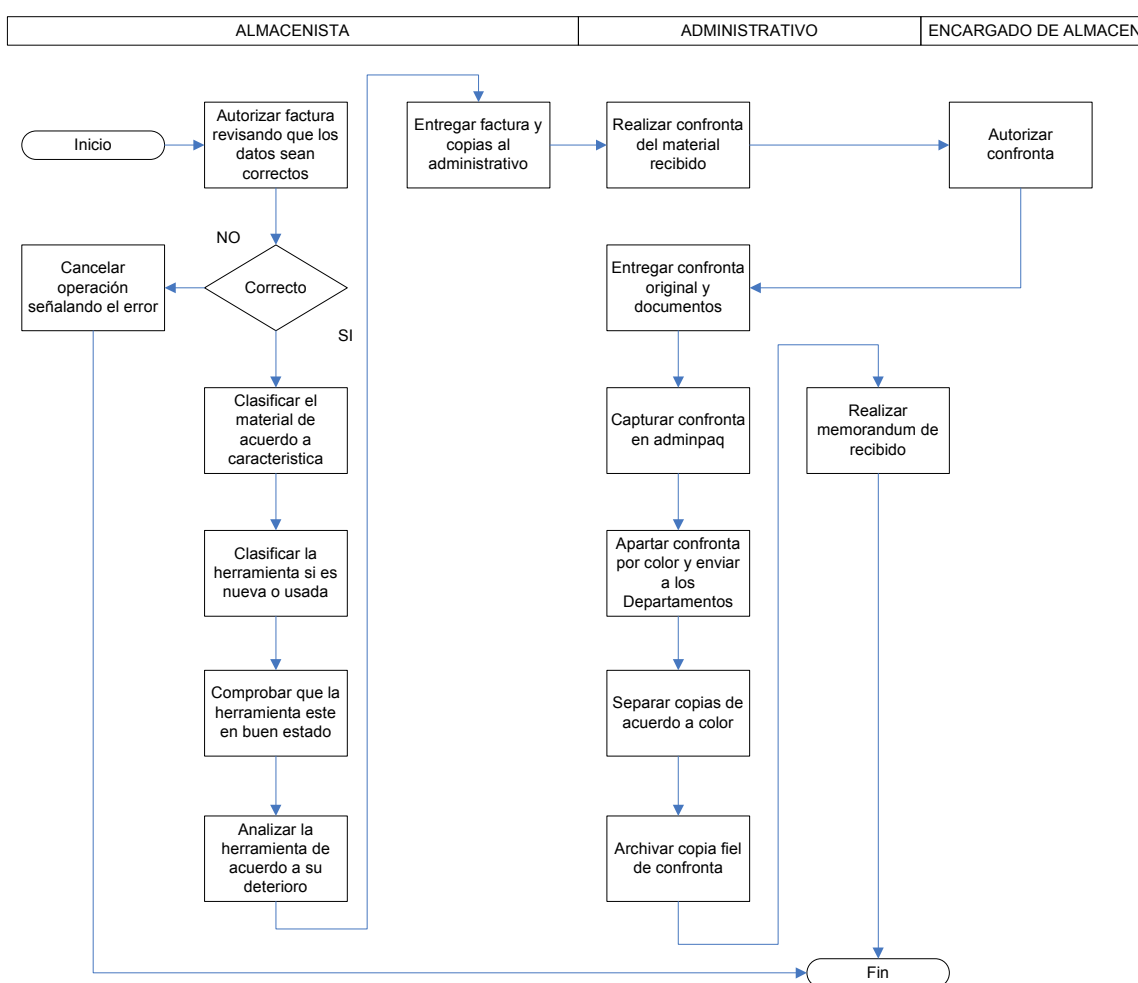 ALMACENISTA
ADMINISTRATIVO
ENCARGADO DE ALMACEN
Inicio
Autorizar factura
revisando que los
datos sean
correctos
NO
Correcto
SI
Cancelar
operación
señalando el error
Clasificar el
material de
acuerdo a
caracteristica
Clasificar la
herramienta si es
nueva o usada
Comprobar que la
herramienta este
en buen estado
Analizar la
herramienta de
acuerdo a su
deterioro
Entregar factura y
copias al
administrativo
Realizar confronta
del material
recibido
Autorizar
confronta
Entregar confronta
original y
documentos
Capturar confronta
en adminpaq
Apartar confronta
por color y enviar
a los
Departamentos
Separar copias de
acuerdo a color
Archivar copia fiel
de confronta
Realizar
memorandum de
recibido
Fin